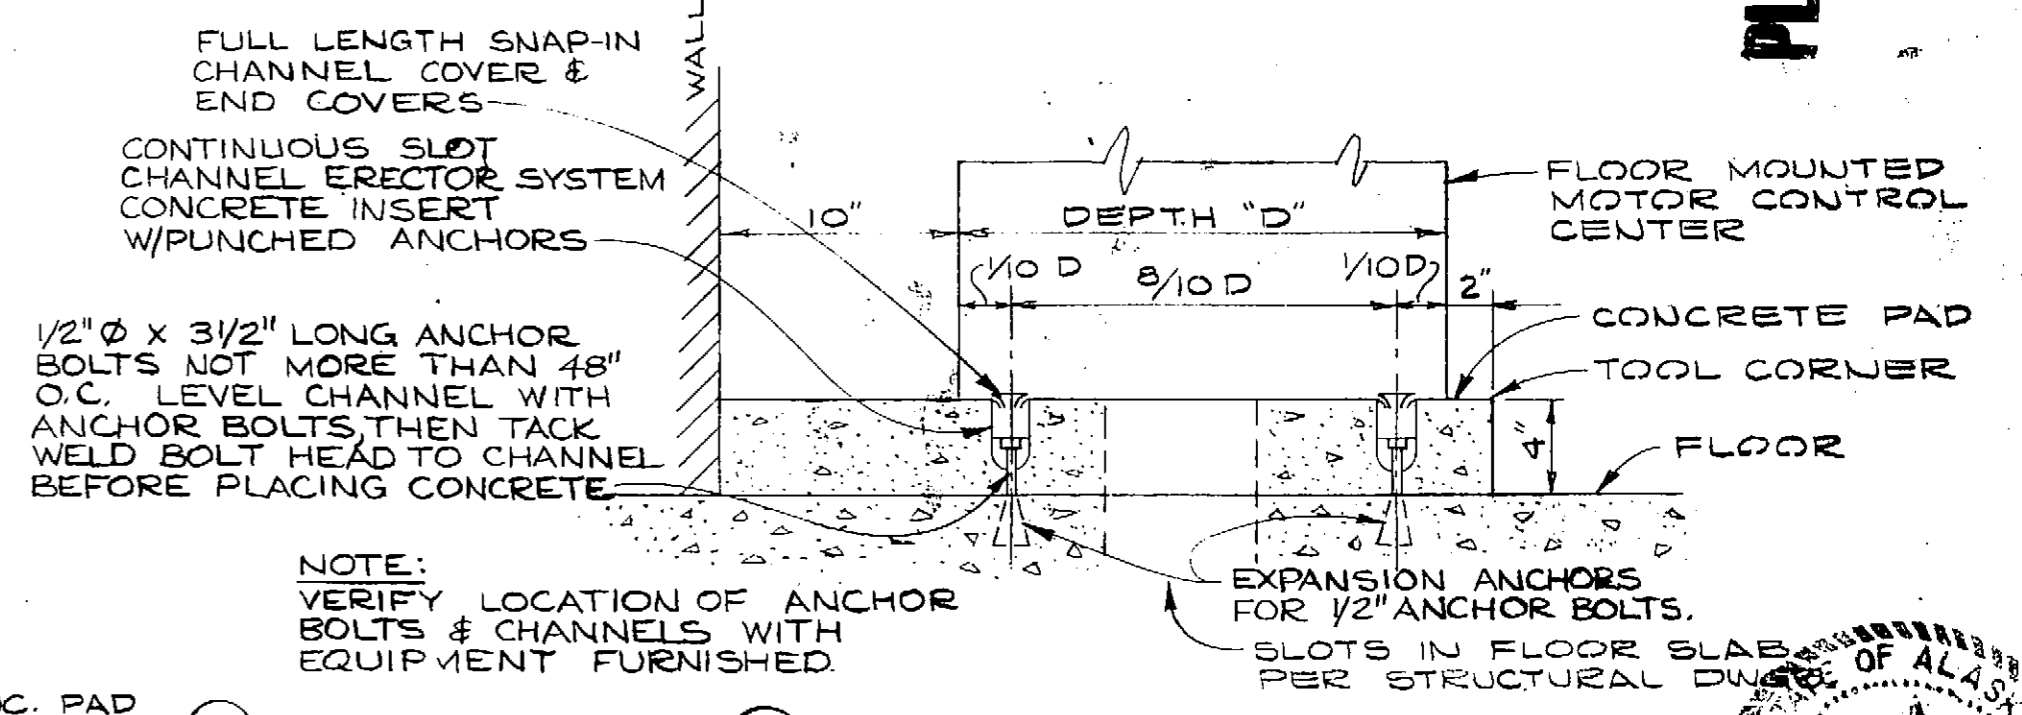 FULL LENGTH SNAP-IN
CHANNEL COVER &
END COVERS
WALL
CONTINUOUS SLOT
CHANNEL ERECTOR SYSTEM
CONCRETE INSERT
W/PUNCHED ANCHORS
1/2"Ø X 3 1/2" LONG ANCHOR
BOLTS NOT MORE THAN 48"
O.C. LEVEL CHANNEL WITH
ANCHOR BOLTS, THEN TACK
WELD BOLT HEAD TO CHANNEL
BEFORE PLACING CONCRETE
10"
DEPTH "D"
1/10 D
8/10 D
1/10 D
2"
FLOOR MOUNTED
MOTOR CONTROL
CENTER
CONCRETE PAD
TOOL CORNER
4"
FLOOR
NOTE:
VERIFY LOCATION OF ANCHOR
BOLTS & CHANNELS WITH
EQUIPMENT FURNISHED.
EXPANSION ANCHORS
FOR 1/2" ANCHOR BOLTS.
SLOTS IN FLOOR SLAB
PER STRUCTURAL
OF
PAD